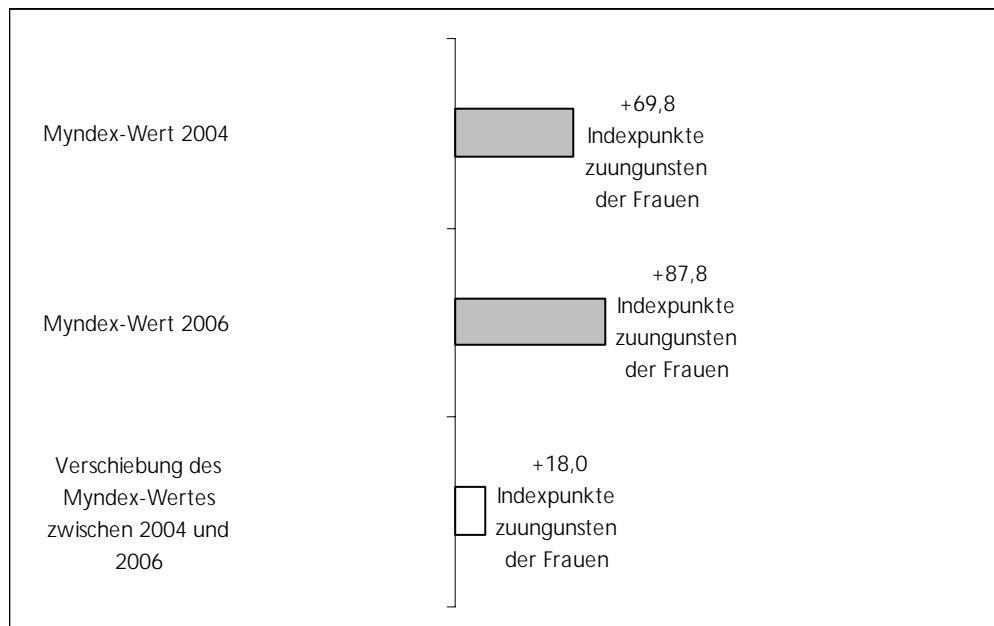 Myndex-Wert 2004
+69,8
Indexpunkte
zuungunsten
der Frauen
Myndex-Wert 2006
+87,8
Indexpunkte
zuungunsten
der Frauen
Verschiebung des
Myndex-Wertes
zwischen 2004 und
2006
+18,0
Indexpunkte
zuungunsten
der Frauen